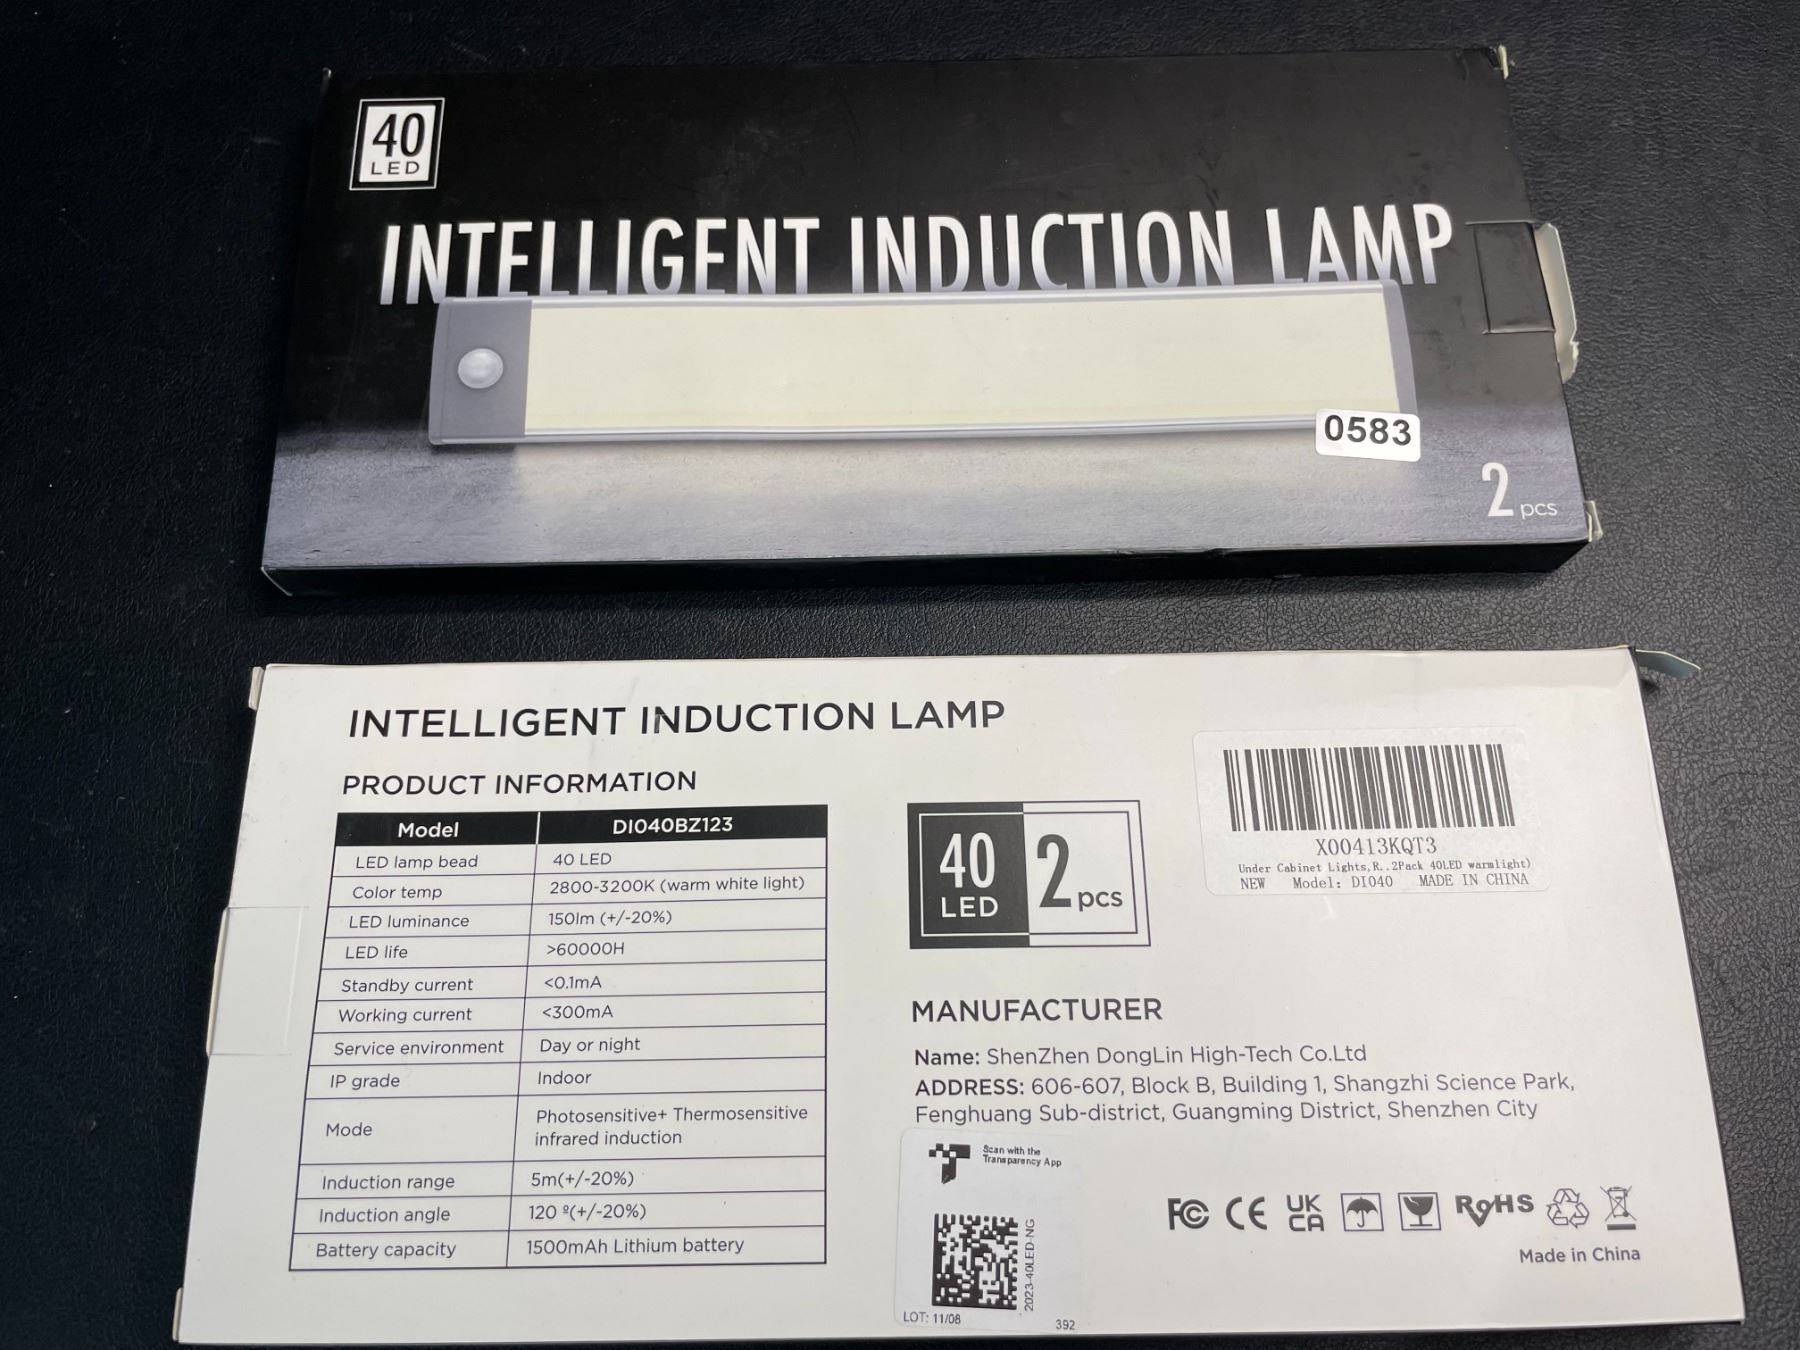 40
LED
INTELLIGENT INDUCTION LAMP
0583
2 pcs
INTELLIGENT INDUCTION LAMP
PRODUCT INFORMATION
Model DI040BZ123
LED lamp bead 40 LED
Color temp 2800-3200K (warm white light)
LED luminance 150lm (+/-20%)
LED life >60000H
Standby current <0.1mA
Working current <300mA
Service environment Day or night
IP grade Indoor
Mode Photosensitive+ Thermosensitive
infrared induction
Induction range 5m(+/-20%)
Induction angle 120 º(+/-20%)
Battery capacity 1500mAh Lithium battery
40
LED
2 pcs
X00413KQT3
Under Cabinet Lights,R..2Pack 40LED warmlight)
NEW Model: DI040 MADE IN CHINA
MANUFACTURER
Name: ShenZhen DongLin High-Tech Co.Ltd
ADDRESS: 606-607, Block B, Building 1, Shangzhi Science Park,
Fenghuang Sub-district, Guangming District, Shenzhen City
Scan with the
Transparency App
2023-40LED-NG
LOT: 11/08
392
FC CE UK
CA
RoHS
Made in China